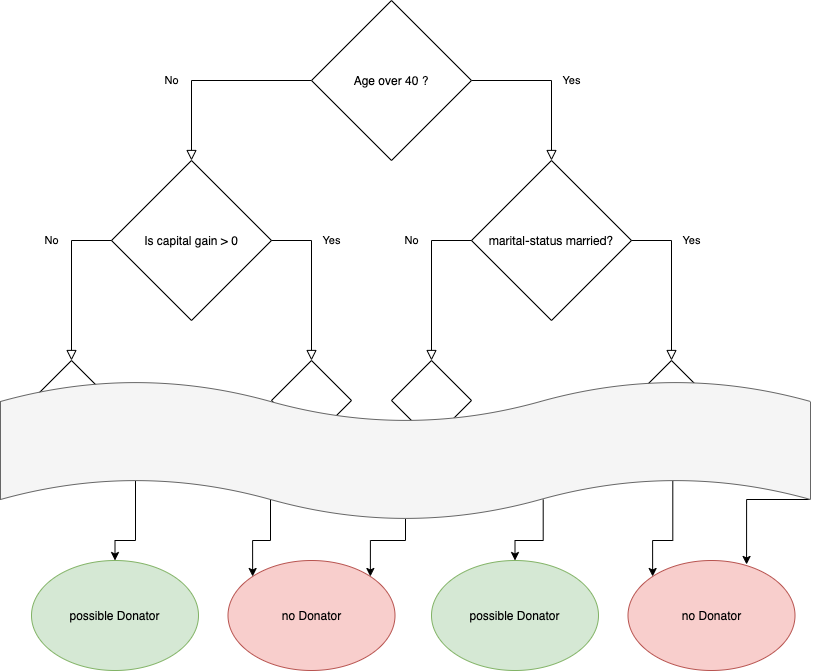 Age over 40 ?
No
Yes
Is capital gain > 0
marital-status married?
No
Yes
No
Yes
possible Donator
no Donator
possible Donator
no Donator